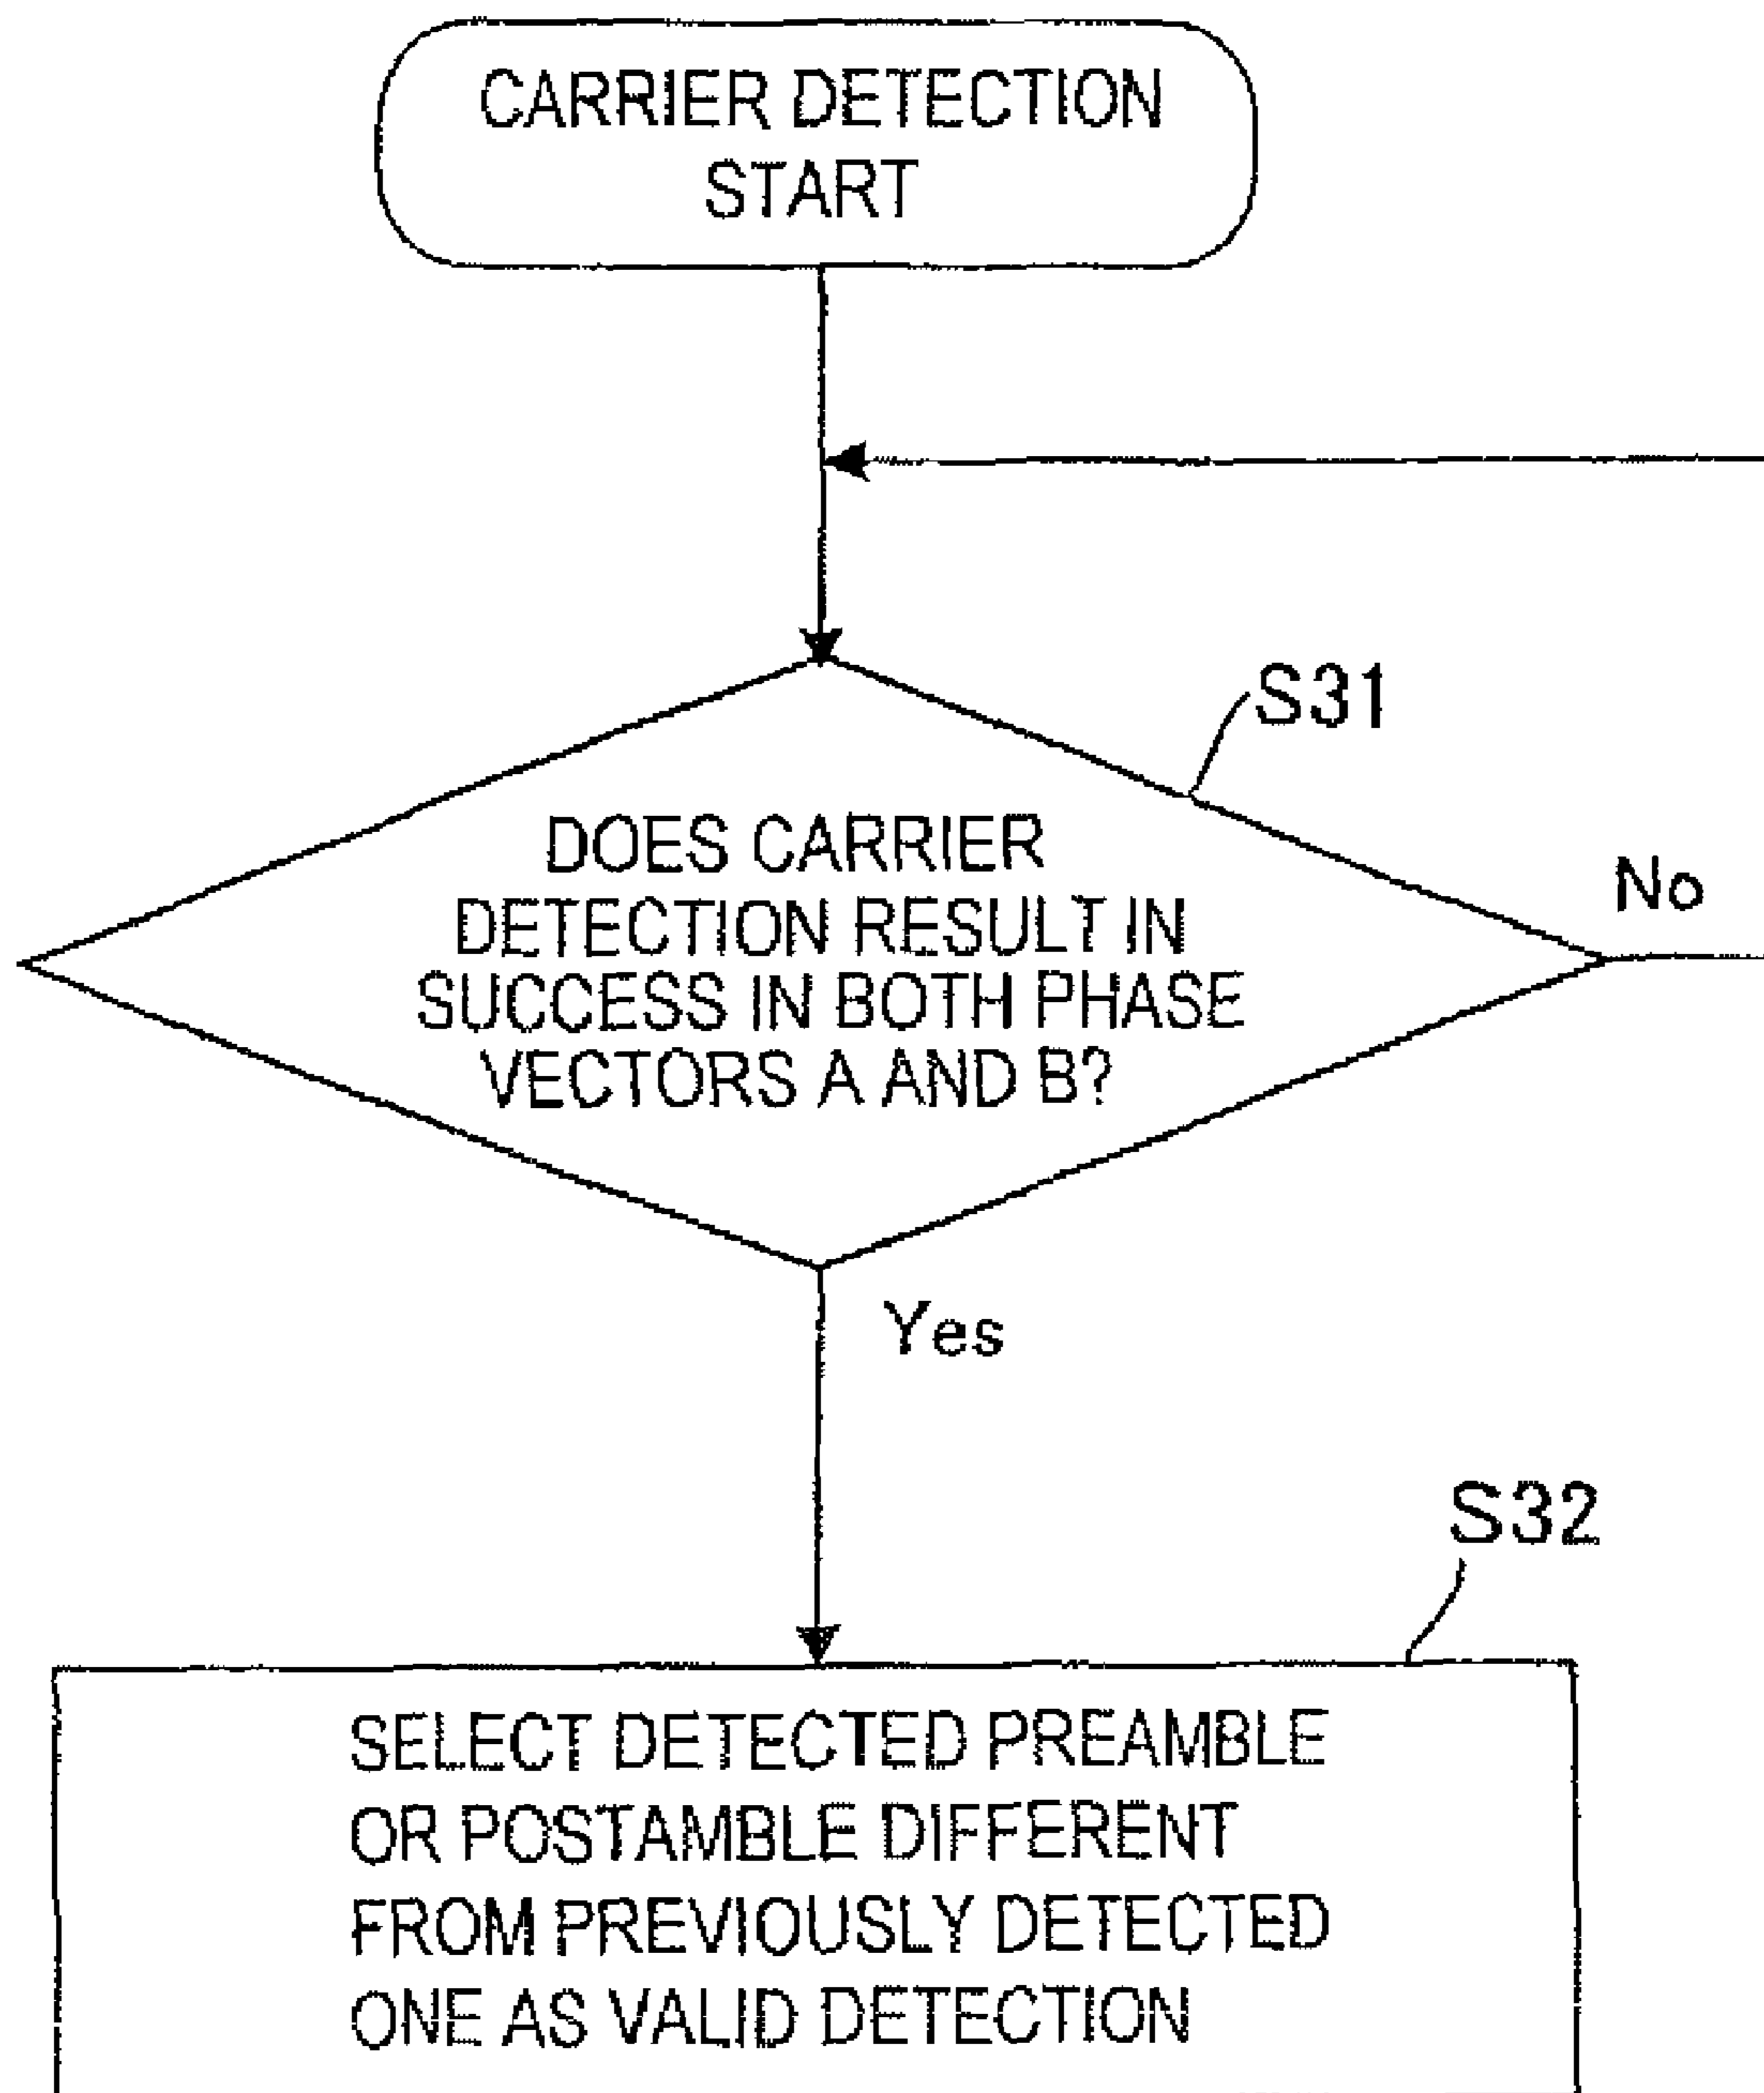 CARRIER DETECTION
START
S31
DOES CARRIER
DETECTION RESULT IN
SUCCESS IN BOTH PHASE
VECTORS A AND B?
No
Yes
S32
SELECT DETECTED PREAMBLE
OR POSTAMBLE DIFFERENT
FROM PREVIOUSLY DETECTED
ONE AS VALID DETECTION